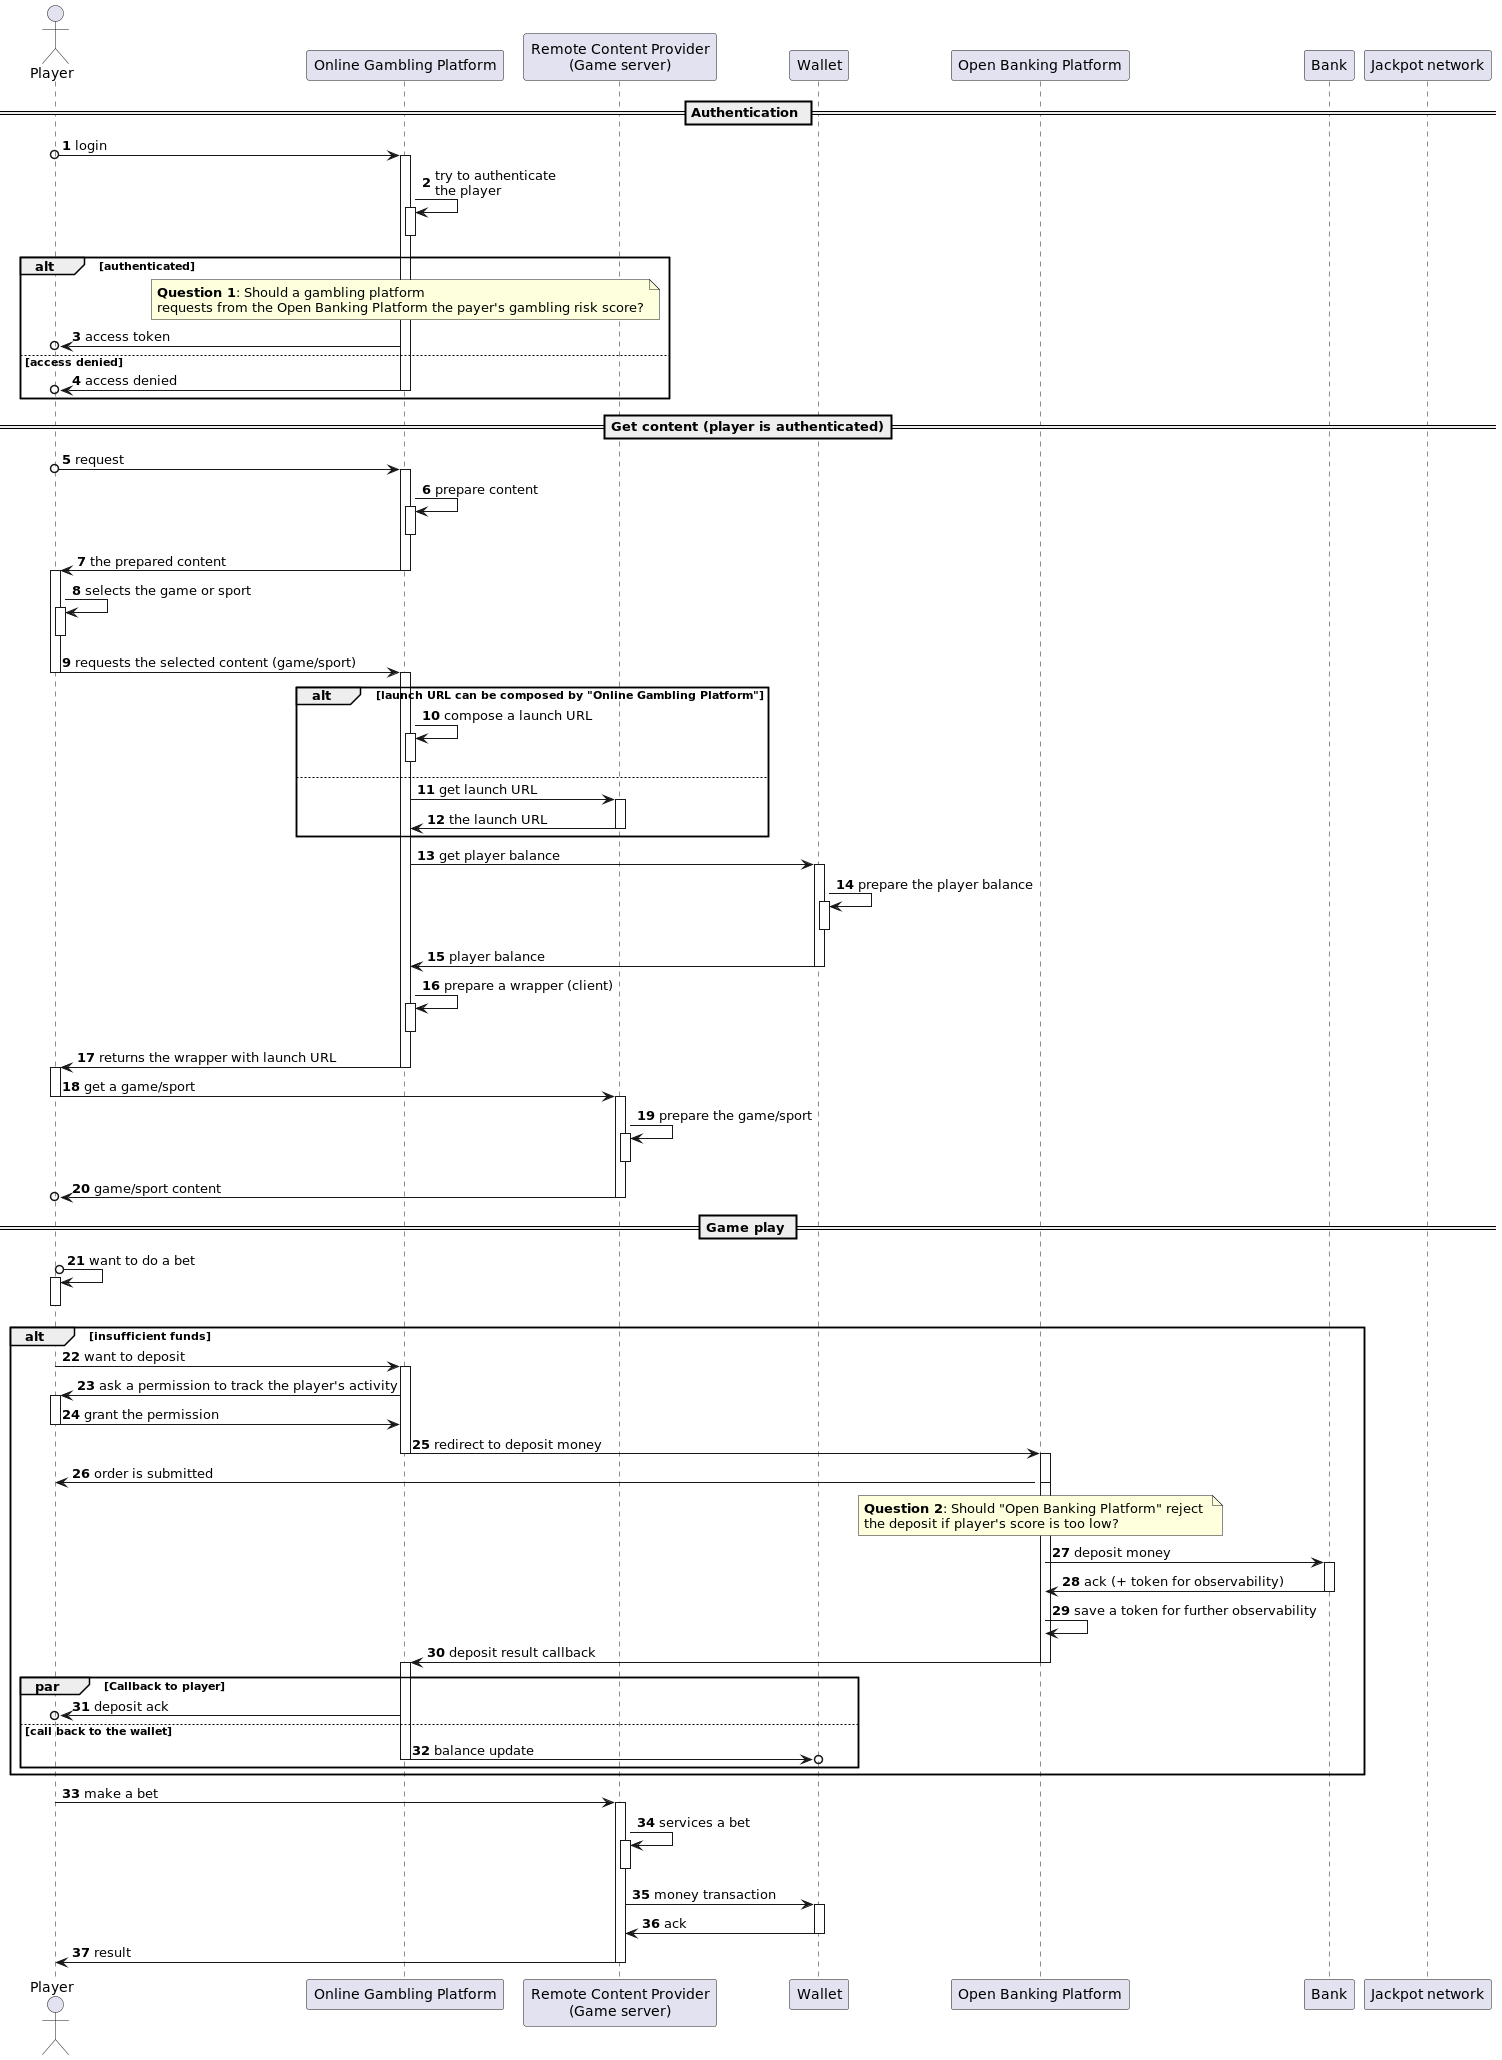 Player
Online Gambling Platform
Remote Content Provider
(Game server)
Wallet
Open Banking Platform
Bank
Jackpot network
Authentication
1 login
2 try to authenticate
the player
alt [authenticated]
Question 1: Should a gambling platform
requests from the Open Banking Platform the payer's gambling risk score?
3 access token
[access denied]
4 access denied
Get content (player is authenticated)
5 request
6 prepare content
7 the prepared content
8 selects the game or sport
9 requests the selected content (game/sport)
alt [launch URL can be composed by "Online Gambling Platform"]
10 compose a launch URL
11 get launch URL
12 the launch URL
13 get player balance
14 prepare the player balance
15 player balance
16 prepare a wrapper (client)
17 returns the wrapper with launch URL
18 get a game/sport
19 prepare the game/sport
20 game/sport content
Game play
21 want to do a bet
alt [insufficient funds]
22 want to deposit
23 ask a permission to track the player's activity
24 grant the permission
25 redirect to deposit money
26 order is submitted
Question 2: Should "Open Banking Platform" reject
the deposit if player's score is too low?
27 deposit money
28 ack (+ token for observability)
29 save a token for further observability
30 deposit result callback
par [Callback to player]
31 deposit ack
[call back to the wallet]
32 balance update
33 make a bet
34 services a bet
35 money transaction
36 ack
37 result
Player
Online Gambling Platform
Remote Content Provider
(Game server)
Wallet
Open Banking Platform
Bank
Jackpot network